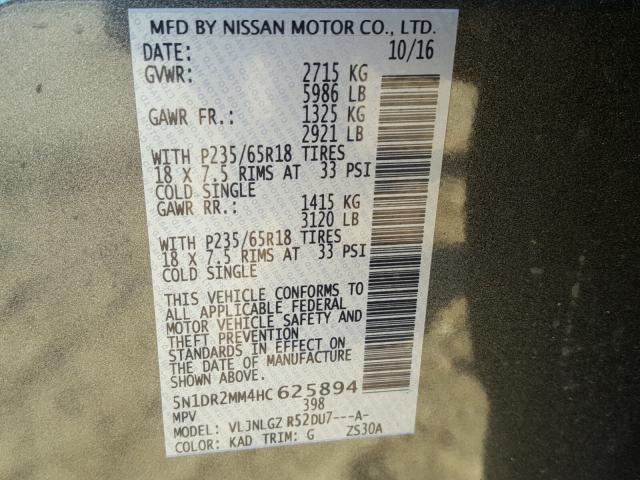 MFD BY NISSAN MOTOR CO., LTD.
DATE: 10/16
GVWR: 2715 KG
5986 LB
GAWR FR.: 1325 KG
2921 LB
WITH P235/65R18 TIRES
18 X 7.5 RIMS AT 33 PSI
COLD SINGLE
GAWR RR.: 1415 KG
3120 LB
WITH P235/65R18 TIRES
18 X 7.5 RIMS AT 33 PSI
COLD SINGLE
THIS VEHICLE CONFORMS TO
ALL APPLICABLE FEDERAL
MOTOR VEHICLE SAFETY AND
THEFT PREVENTION
STANDARDS IN EFFECT ON
THE DATE OF MANUFACTURE
SHOWN ABOVE.
5N1DR2MM4HC625894
MPV 398
MODEL: VLJNLGZ R52DU7---A-
COLOR: KAD TRIM: G ZS30A